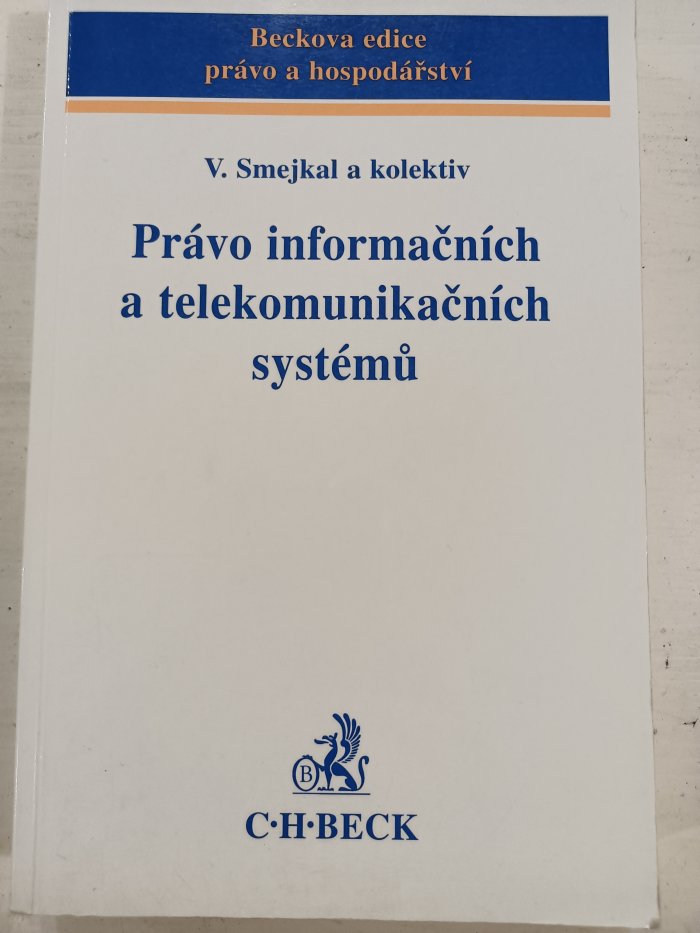 Beckova edice
právo a hospodářství
V. Smejkal a kolektiv
Právo informačních
a telekomunikačních
systémů
B
C·H·BECK